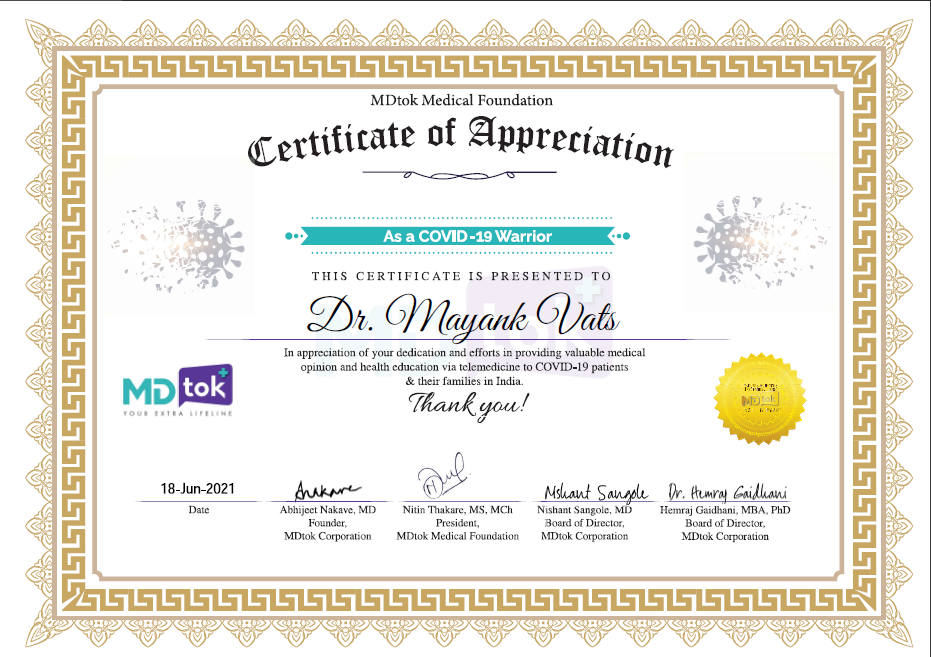 MDtok Medical Foundation
Certificate of Appreciation
As a COVID-19 Warrior
THIS CERTIFICATE IS PRESENTED TO
Dr. Mayank Vats
In appreciation of your dedication and efforts in providing valuable medical
opinion and health education via telemedicine to COVID-19 patients
& their families in India.
Thank you!
MDtok+
YOUR EXTRA LIFELINE
MDtok
18-Jun-2021
Date
Abhijeet Nakave, MD
Founder,
MDtok Corporation
Nitin Thakare, MS, MCh
President,
MDtok Medical Foundation
Nishant Sangole
Nishant Sangole, MD
Board of Director,
MDtok Corporation
Dr. Hemraj Gaidhani
Hemraj Gaidhani, MBA, PhD
Board of Director,
MDtok Corporation